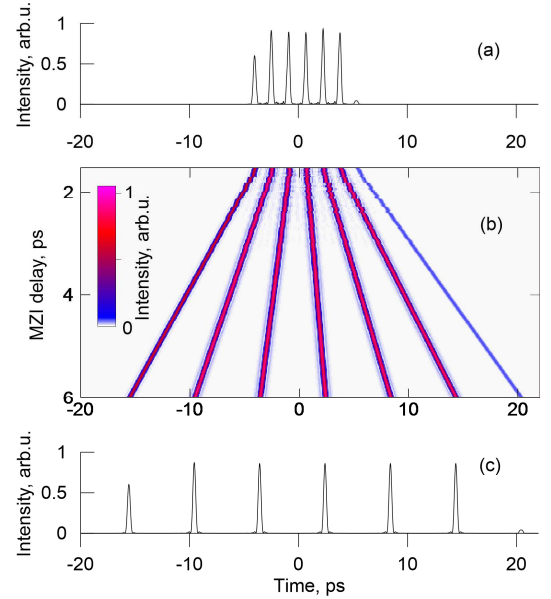 Intensity, arb.u.
1
0.5
0
(a)
-20 -10 0 10 20
MZI delay, ps
2
4
6
1
0
Intensity, arb.u.
(b)
-20 -10 0 10 20
Intensity, arb.u.
1
0.5
0
(c)
-20 -10 0 10 20
Time, ps